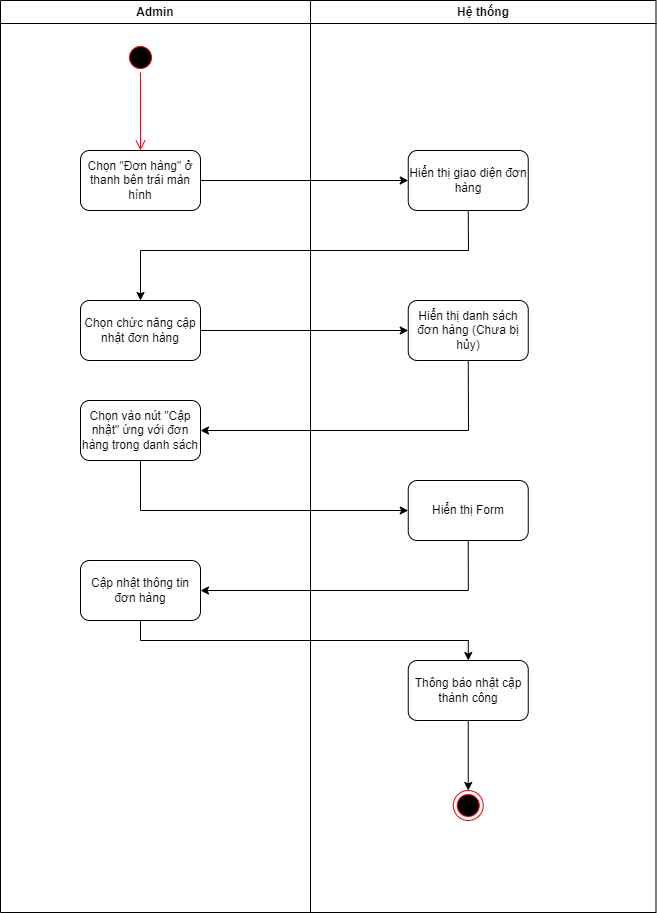 Admin
Hệ thống
Chọn "Đơn hàng" ở
thanh bên trái màn
hình
Hiển thị giao diện đơn
hàng
Chọn chức năng cập
nhật đơn hàng
Hiển thị danh sách
đơn hàng (Chưa bị
hủy)
Chọn vào nút "Cập
nhật" ứng với đơn
hàng trong danh sách
Hiển thị Form
Cập nhật thông tin
đơn hàng
Thông báo nhật cập
thành công